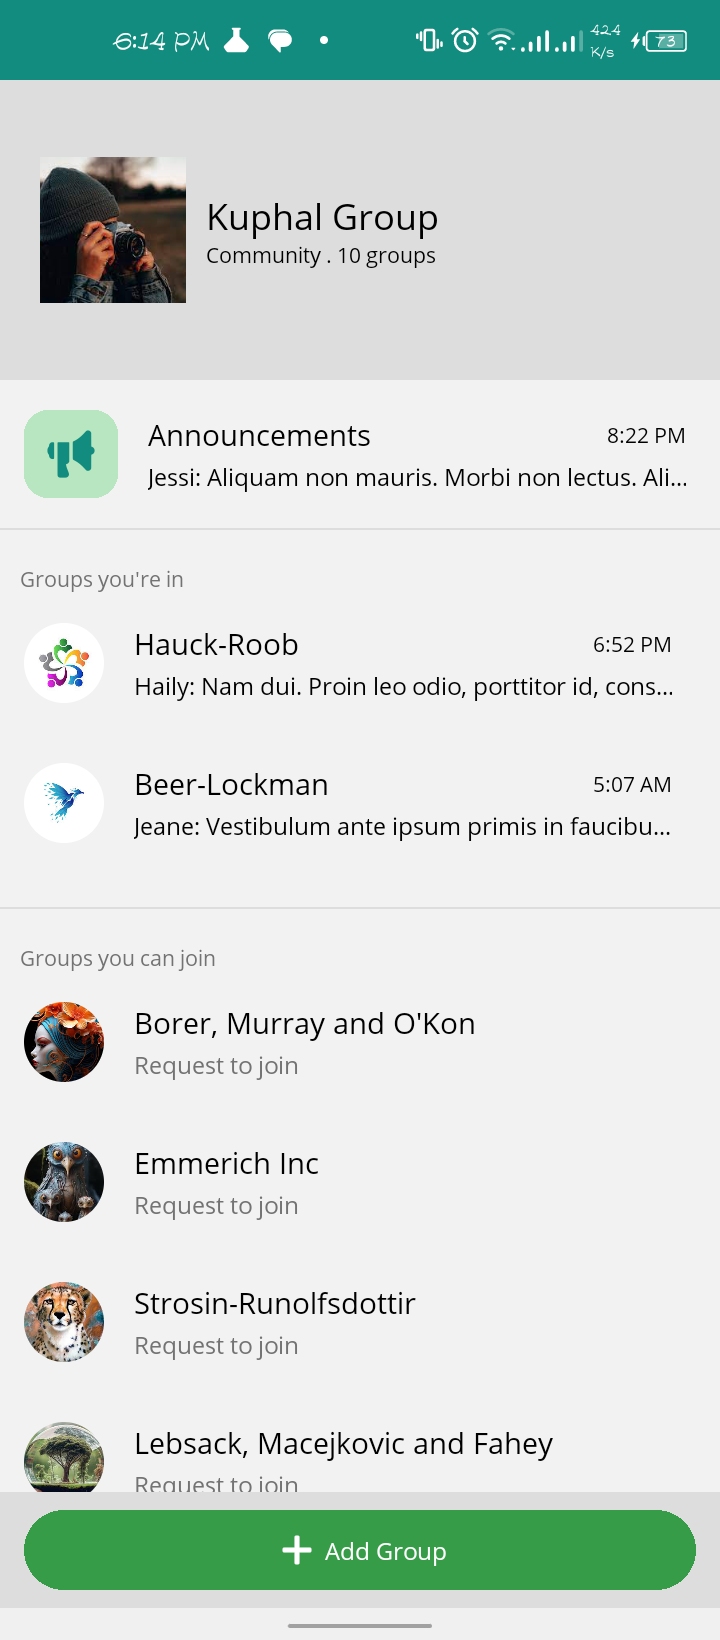 6:14 PM
424
K/s
73
Kuphal Group
Community . 10 groups
Announcements
8:22 PM
Jessi: Aliquam non mauris. Morbi non lectus. Ali...
Groups you're in
Hauck-Roob
6:52 PM
Haily: Nam dui. Proin leo odio, porttitor id, cons...
Beer-Lockman
5:07 AM
Jeane: Vestibulum ante ipsum primis in faucibu...
Groups you can join
Borer, Murray and O'Kon
Request to join
Emmerich Inc
Request to join
Strosin-Runolfsdottir
Request to join
Lebsack, Macejkovic and Fahey
Request to join
Add Group